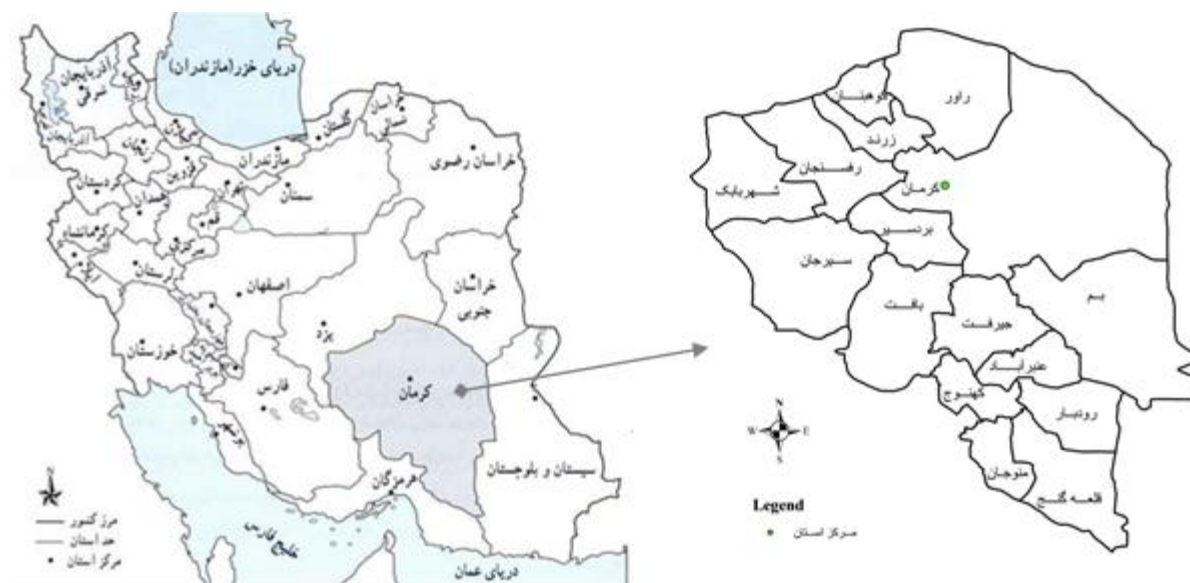 دریای خزر(مازندران)
آذربایجان
شرقی
گلستان
خراسان
شمالی
خراسان رضوی
مازندران
سمنان
تهران
قزوین
کردستان
همدان
قم
مرکزی
کرمانشاه
لرستان
اصفهان
خراسان
جنوبی
یزد
خوزستان
فارس
کرمان
هرمزگان
سیستان و بلوچستان
خلیج فارس
دریای عمان
N
مرز کشور
حد استان
مرکز استان
راور
کوهبنان
زرند
رفسنجان
شهربابک
کرمان
بردسیر
سیرجان
بافت
بم
جیرفت
عنبرآباد
کهنوج
رودبار
منوجان
قلعه گنج
N
W E
S
Legend
مرکز استان